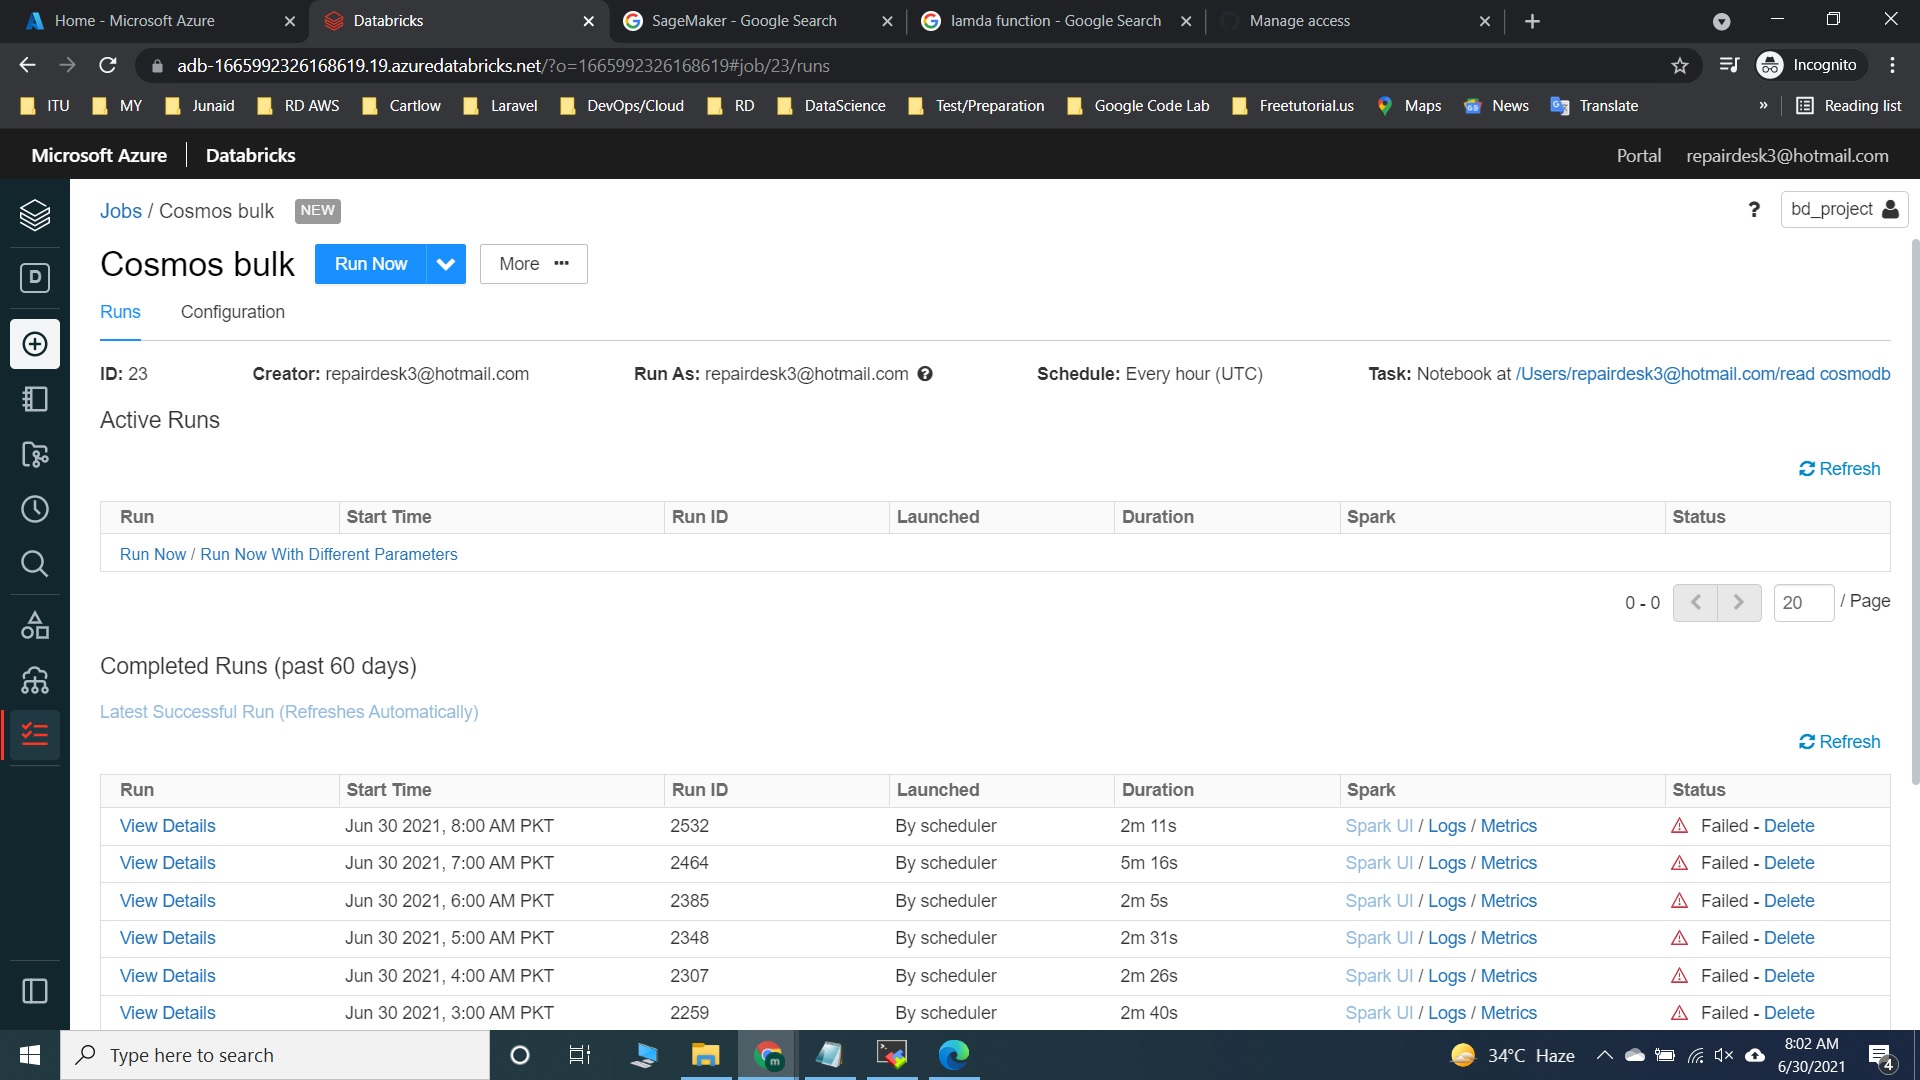 Home - Microsoft Azure
Databricks
SageMaker - Google Search
lamda function - Google Search
Manage access
adb-1665992326168619.19.azuredatabricks.net/?o=1665992326168619#job/23/runs
Incognito
ITU MY Junaid RD AWS Cartlow Laravel DevOps/Cloud RD DataScience Test/Preparation Google Code Lab Freetutorial.us Maps News Translate » Reading list
Microsoft Azure Databricks Portal repairdesk3@hotmail.com
Jobs / Cosmos bulk NEW ? bd_project
D
Cosmos bulk Run Now More ···
Runs Configuration
ID: 23 Creator: repairdesk3@hotmail.com Run As: repairdesk3@hotmail.com ? Schedule: Every hour (UTC) Task: Notebook at /Users/repairdesk3@hotmail.com/read cosmodb
Active Runs
Refresh
Run Start Time Run ID Launched Duration Spark Status
Run Now / Run Now With Different Parameters
0 - 0 20 / Page
Completed Runs (past 60 days)
Latest Successful Run (Refreshes Automatically)
Refresh
Run Start Time Run ID Launched Duration Spark Status
View Details Jun 30 2021, 8:00 AM PKT 2532 By scheduler 2m 11s Spark UI / Logs / Metrics Failed - Delete
View Details Jun 30 2021, 7:00 AM PKT 2464 By scheduler 5m 16s Spark UI / Logs / Metrics Failed - Delete
View Details Jun 30 2021, 6:00 AM PKT 2385 By scheduler 2m 5s Spark UI / Logs / Metrics Failed - Delete
View Details Jun 30 2021, 5:00 AM PKT 2348 By scheduler 2m 31s Spark UI / Logs / Metrics Failed - Delete
View Details Jun 30 2021, 4:00 AM PKT 2307 By scheduler 2m 26s Spark UI / Logs / Metrics Failed - Delete
View Details Jun 30 2021, 3:00 AM PKT 2259 By scheduler 2m 40s Spark UI / Logs / Metrics Failed - Delete
Type here to search
m
34°C Haze
8:02 AM
6/30/2021
4